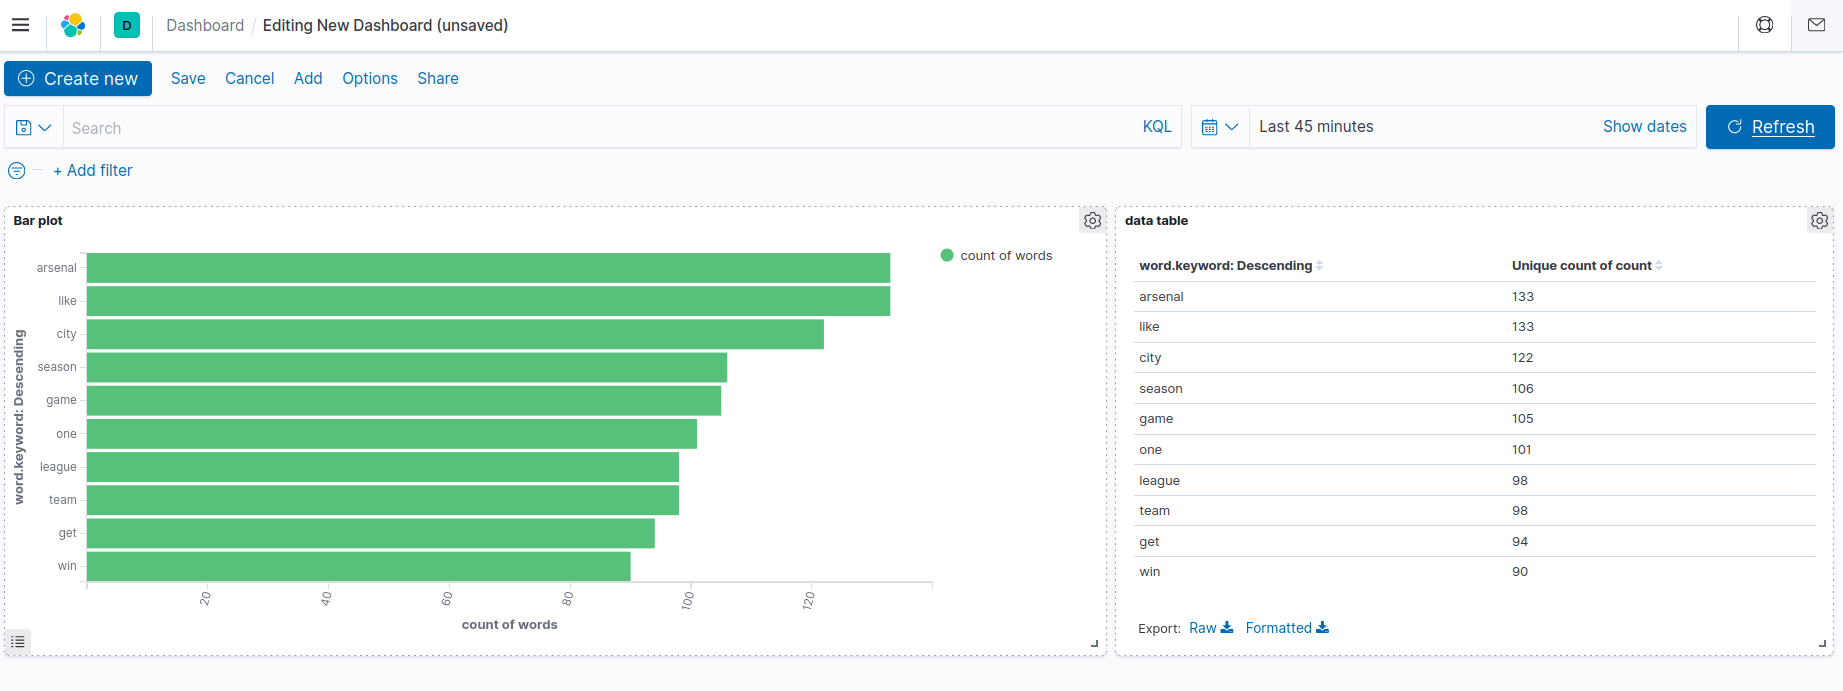 D Dashboard / Editing New Dashboard (unsaved)
Create new Save Cancel Add Options Share
Search KQL Last 45 minutes Show dates Refresh
+ Add filter
Bar plot
count of words
word.keyword: Descending
arsenal
like
city
season
game
one
league
team
get
win
20 40 60 80 100 120
count of words
data table
word.keyword: Descending Unique count of count
arsenal 133
like 133
city 122
season 106
game 105
one 101
league 98
team 98
get 94
win 90
Export: Raw Formatted